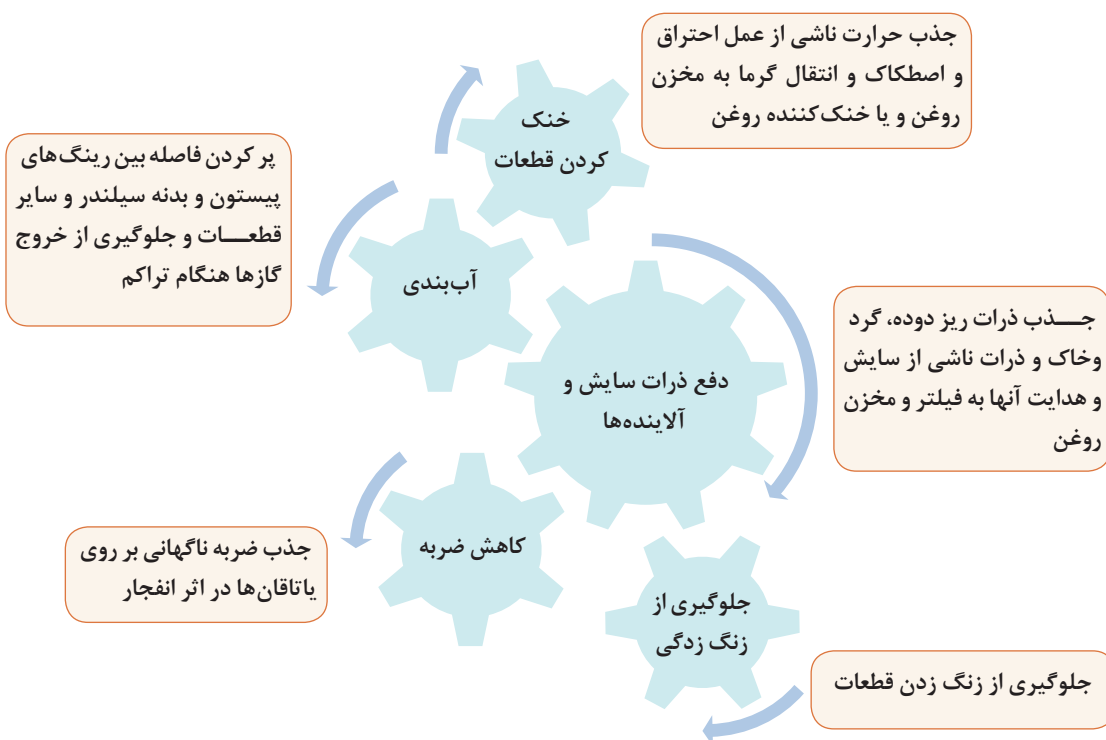 جذب حرارت ناشی از عمل احتراق
و اصطکاک و انتقال گرما به مخزن
روغن و یا خنک‌کننده روغن
خنک
کردن قطعات
پر کردن فاصله بین رینگ‌های
پیستون و بدنه سیلندر و سایر
قطعـــات و جلوگیری از خروج
گازها هنگام تراکم
آب‌بندی
جـــذب ذرات ریز دوده، گرد
وخاک و ذرات ناشی از سایش
و هدایت آنها به فیلتر و مخزن
روغن
دفع ذرات سایش و
آلاینده‌ها
کاهش ضربه
جذب ضربه ناگهانی بر روی
یاتاقان‌ها در اثر انفجار
جلوگیری از
زنگ زدگی
جلوگیری از زنگ زدن قطعات